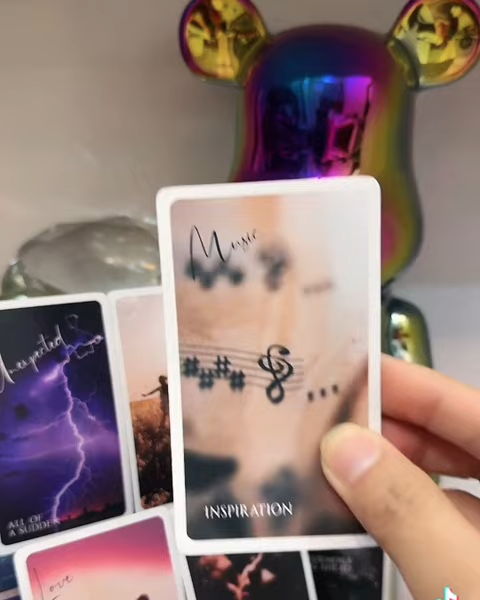 Music
INSPIRATION
Unexpected
ALL OF
A SUDDEN
Love